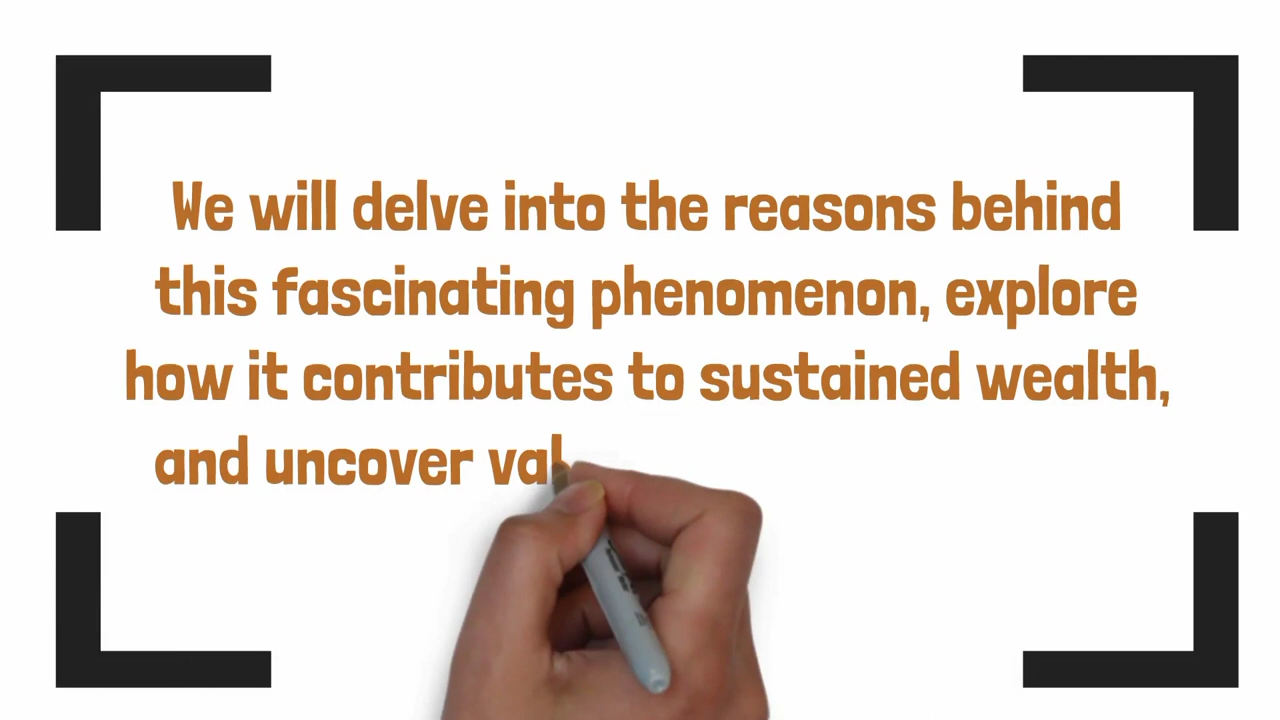 We will delve into the reasons behind
this fascinating phenomenon, explore
how it contributes to sustained wealth,
and uncover val